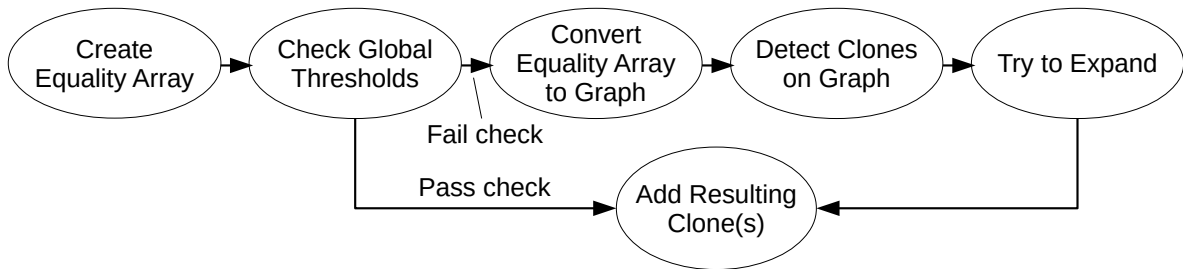 Create
Equality Array
Check Global
Thresholds
Convert
Equality Array
to Graph
Detect Clones
on Graph
Try to Expand
Fail check
Pass check
Add Resulting
Clone(s)